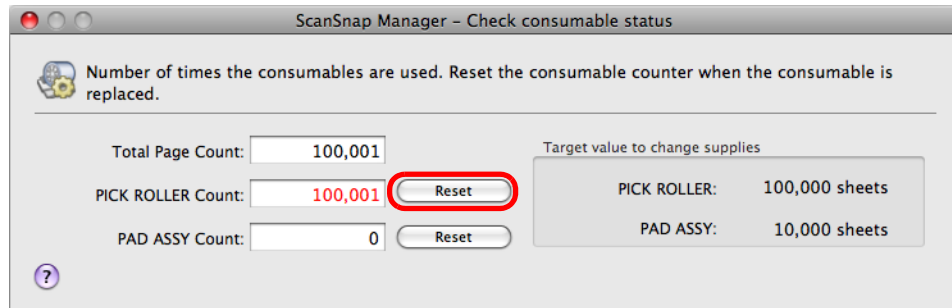 ScanSnap Manager – Check consumable status
Number of times the consumables are used. Reset the consumable counter when the consumable is
replaced.
Total Page Count: 100,001
PICK ROLLER Count: 100,001 Reset
PAD ASSY Count: 0 Reset
Target value to change supplies
PICK ROLLER: 100,000 sheets
PAD ASSY: 10,000 sheets
?